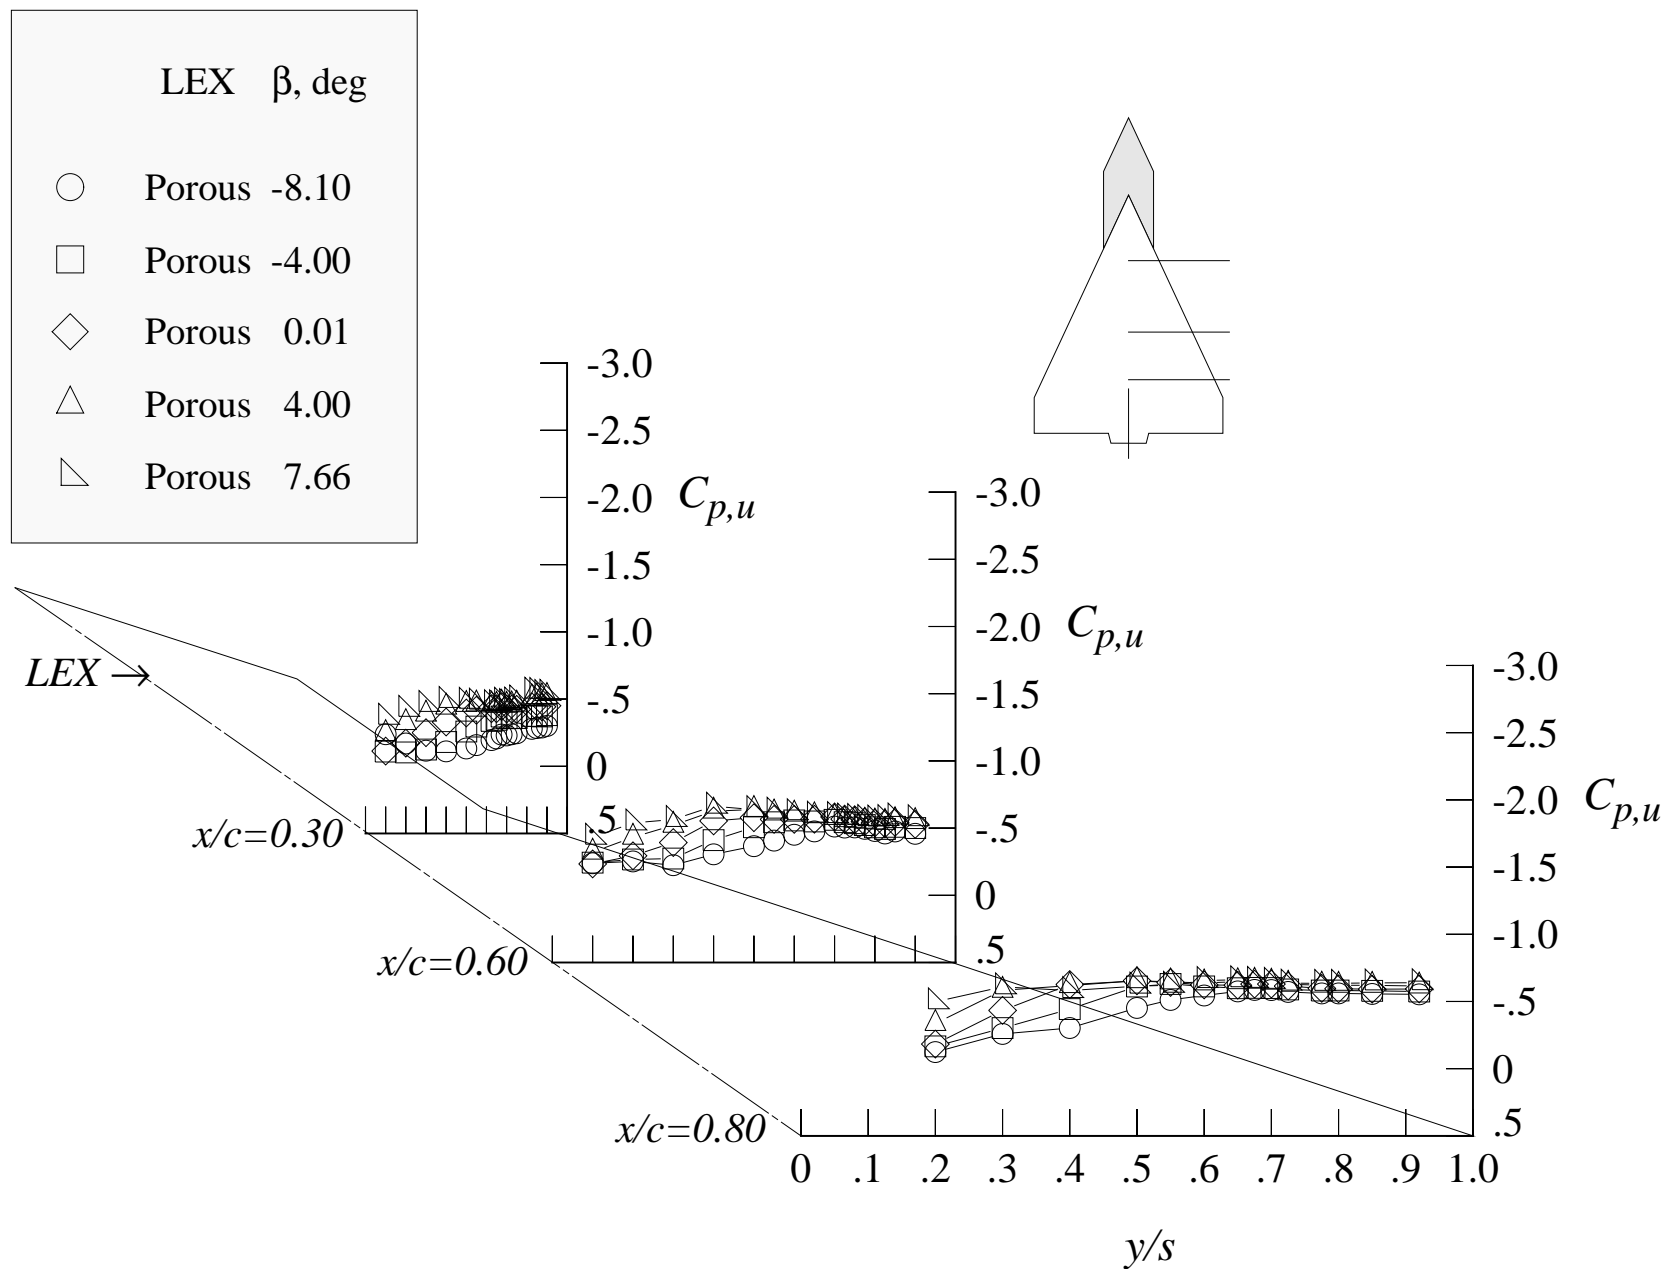 LEX β, deg
Porous -8.10
Porous -4.00
Porous 0.01
Porous 4.00
Porous 7.66
LEX →
-3.0
-2.5
-2.0 Cp,u
-1.5
-1.0
-.5
0
.5
x/c=0.30
-3.0
-2.5
-2.0 Cp,u
-1.5
-1.0
-.5
0
.5
x/c=0.60
-3.0
-2.5
-2.0 Cp,u
-1.5
-1.0
-.5
0
.5
x/c=0.80
0 .1 .2 .3 .4 .5 .6 .7 .8 .9 1.0
y/s